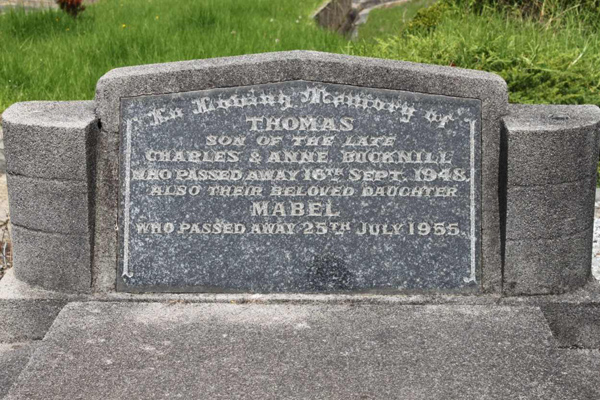 In Loving Memory of
THOMAS
SON OF THE LATE
CHARLES & ANNE BUCKNILL
WHO PASSED AWAY 16TH SEPT. 1948.
ALSO THEIR BELOVED DAUGHTER
MABEL
WHO PASSED AWAY 25TH JULY 1955.